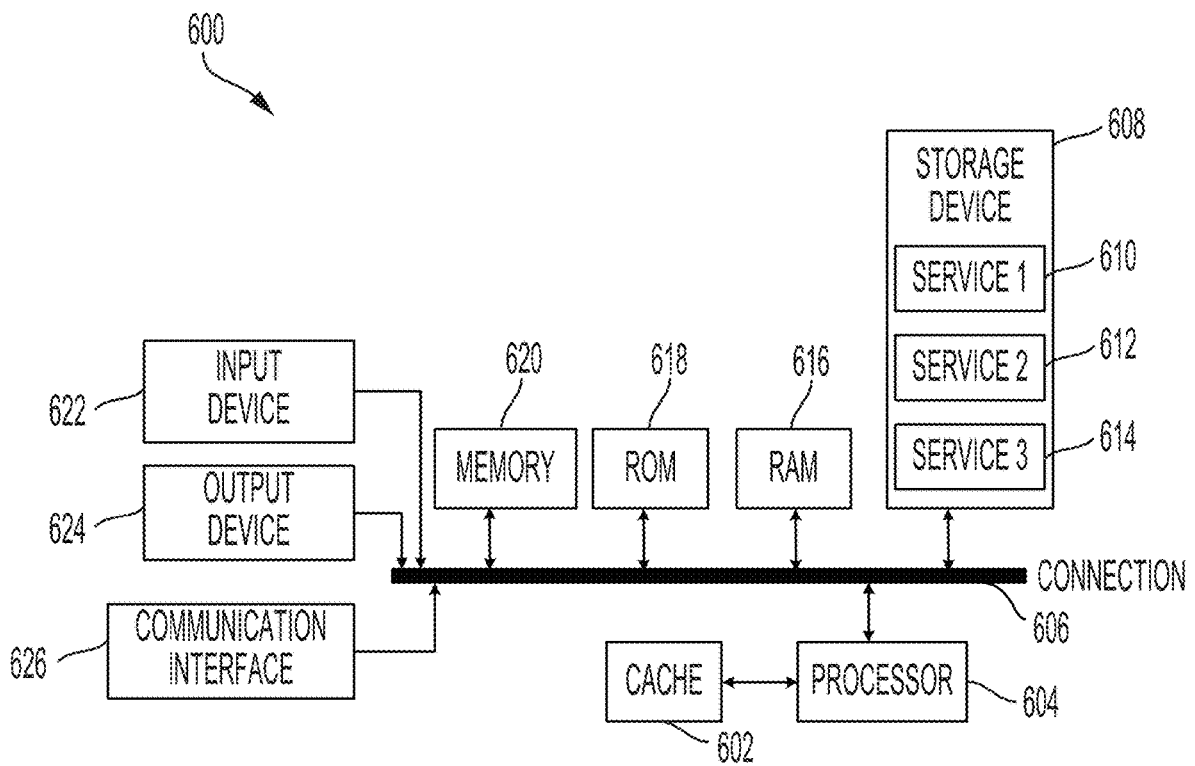 600
608
STORAGE
DEVICE
SERVICE 1
610
SERVICE 2
612
SERVICE 3
614
INPUT
DEVICE
622
620
618
616
MEMORY
ROM
RAM
OUTPUT
DEVICE
624
CONNECTION
606
COMMUNICATION
INTERFACE
626
CACHE
PROCESSOR
604
602